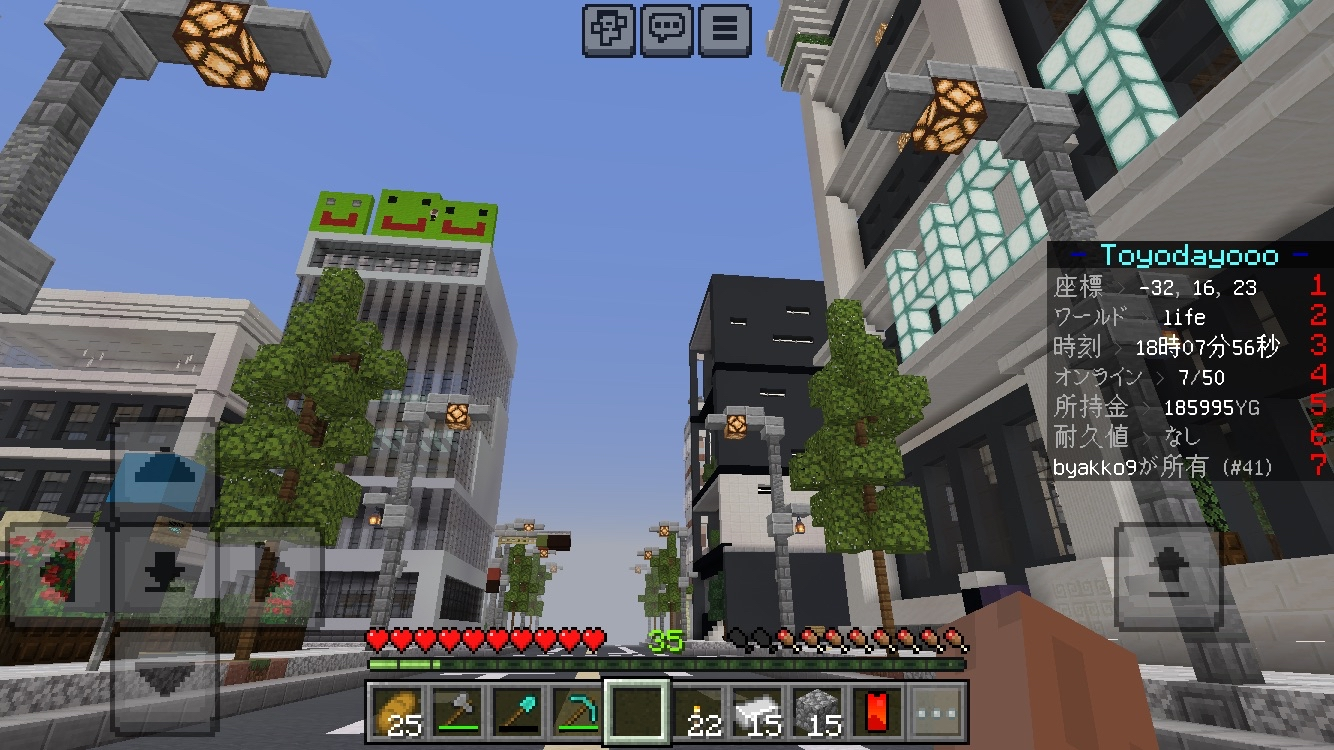 Toyodayooo
座標 > -32, 16, 23 1
ワールド > life 2
時刻 > 18時07分56秒 3
オンライン > 7/50 4
所持金 > 185995YG 5
耐久値 > なし 6
byakko9が所有 (#41) 7
35
25 22 15 15